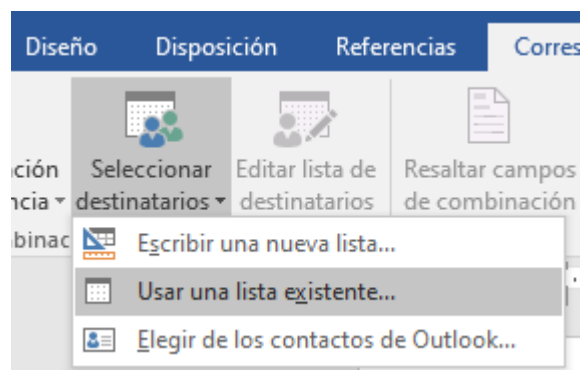 Diseño Disposición Referencias Corres
ción Seleccionar Editar lista de Resaltar campos
ncia destinatarios destinatarios de combinación
binac Escribir una nueva lista...
Usar una lista existente...
Elegir de los contactos de Outlook...